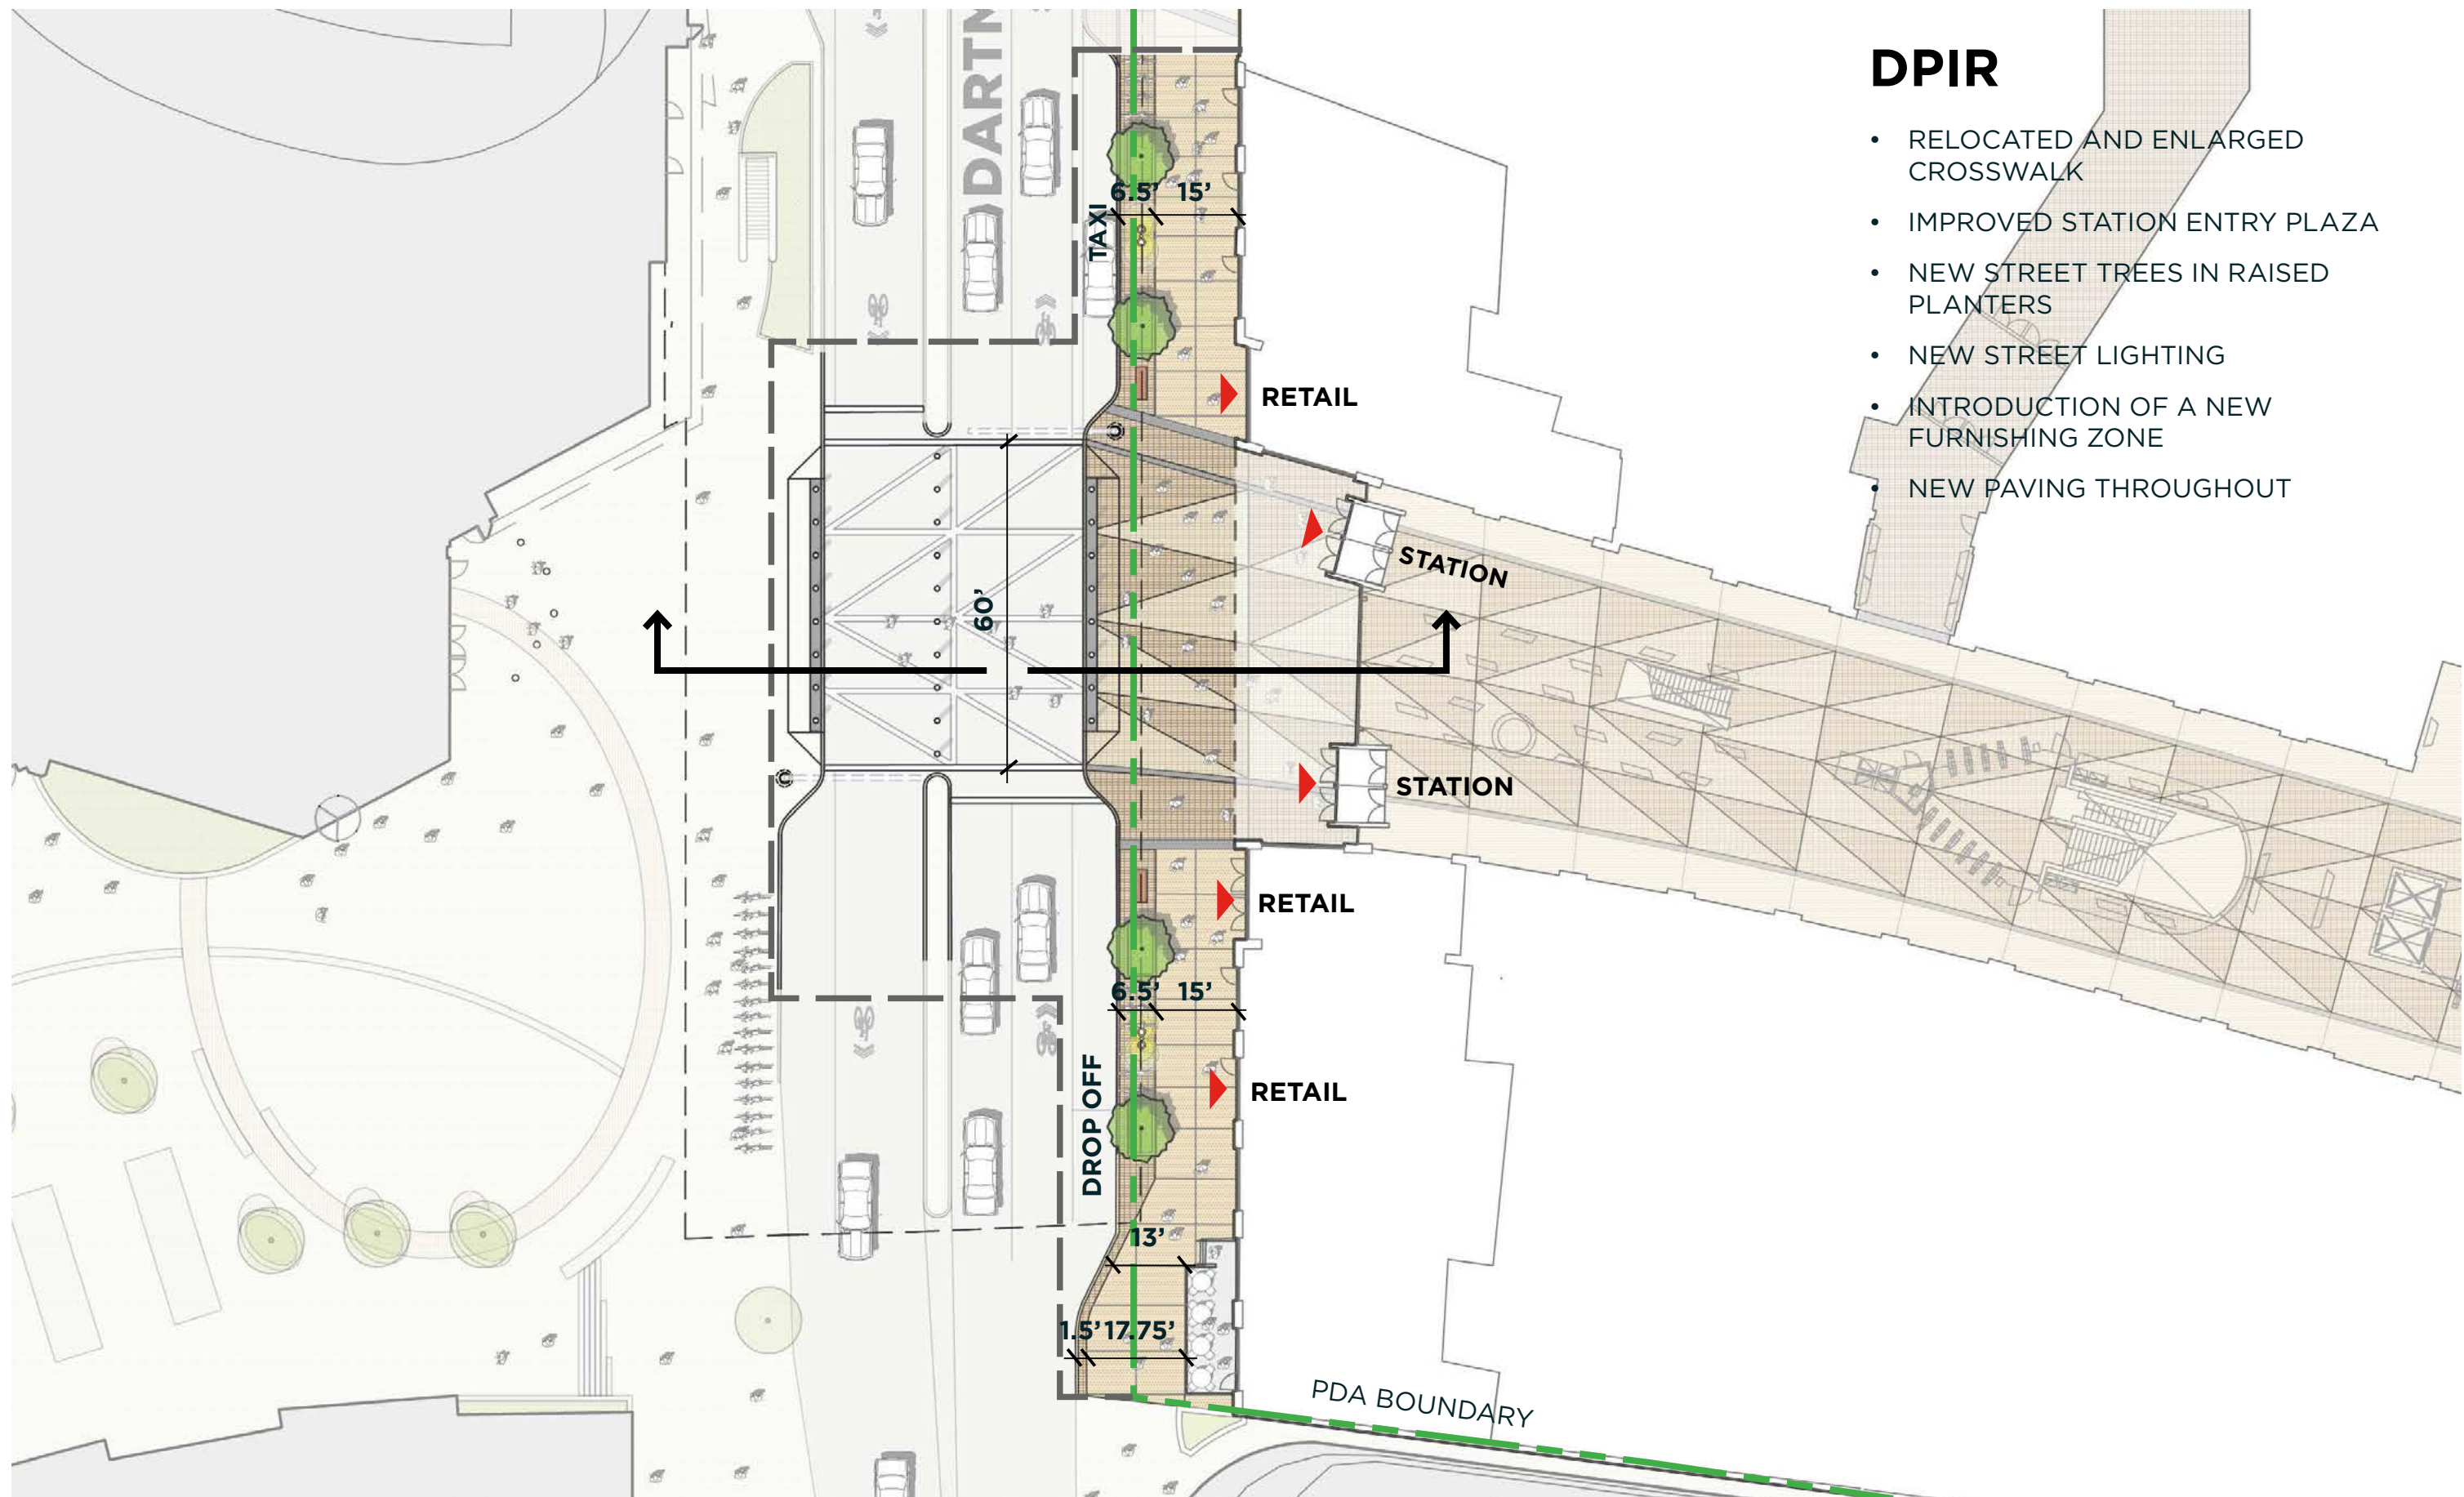 DPIR
• RELOCATED AND ENLARGED
CROSSWALK
• IMPROVED STATION ENTRY PLAZA
• NEW STREET TREES IN RAISED
PLANTERS
• NEW STREET LIGHTING
• INTRODUCTION OF A NEW
FURNISHING ZONE
• NEW PAVING THROUGHOUT
DARTM
TAXI
6.5’ 15’
RETAIL
STATION
60’
STATION
RETAIL
6.5’ 15’
DROP OFF
RETAIL
13’
1.5’ 17.75’
PDA BOUNDARY